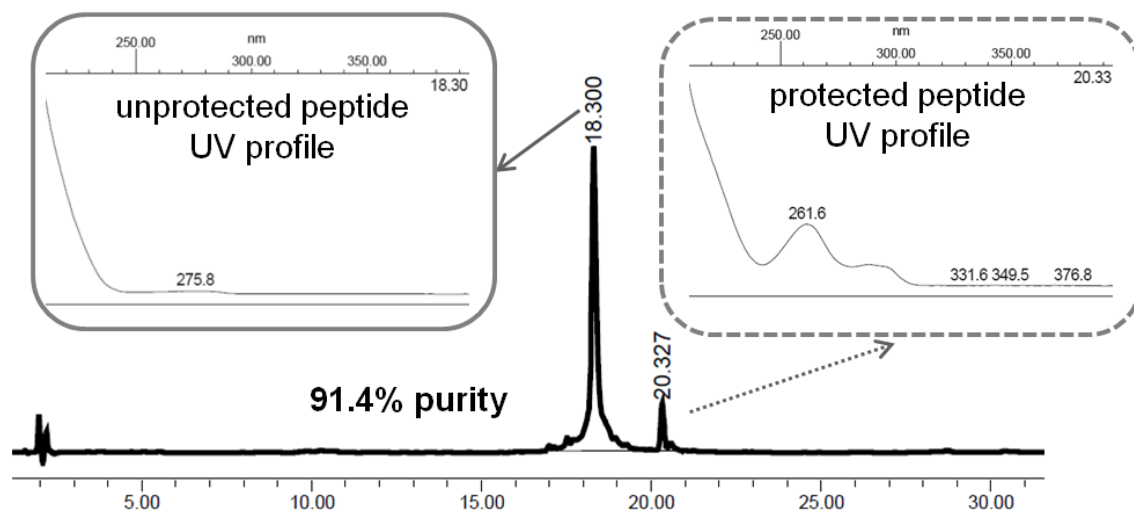 nm
250.00 300.00 350.00
18.30
unprotected peptide
UV profile
275.8
nm
250.00 300.00 350.00
20.33
protected peptide
UV profile
261.6
331.6 349.5 376.8
18.300
20.327
91.4% purity
5.00 10.00 15.00 20.00 25.00 30.00